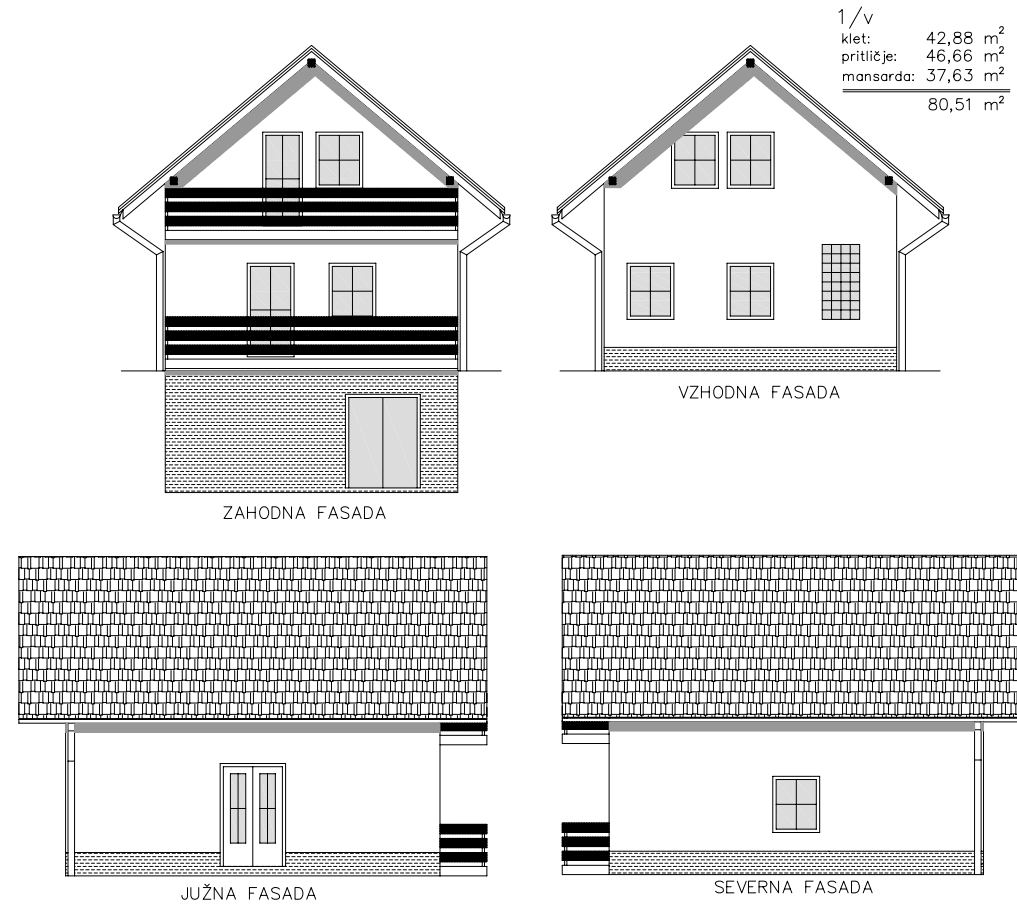 1/v
klet: 42,88 m²
pritličje: 46,66 m²
mansarda: 37,63 m²
80,51 m²
VZHODNA FASADA
ZAHODNA FASADA
JUŽNA FASADA
SEVERNA FASADA